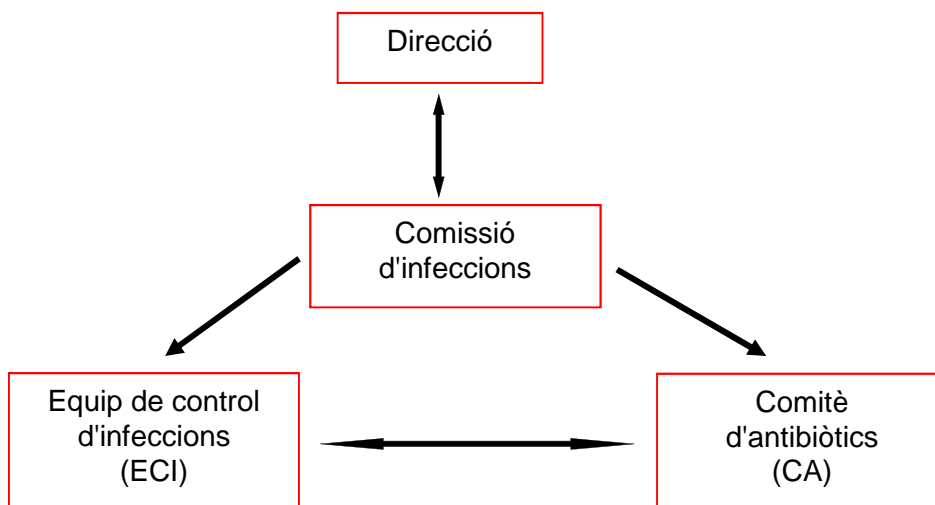 Direcció
Comissió
d'infeccions
Equip de control
d'infeccions
(ECI)
Comitè
d'antibiòtics
(CA)